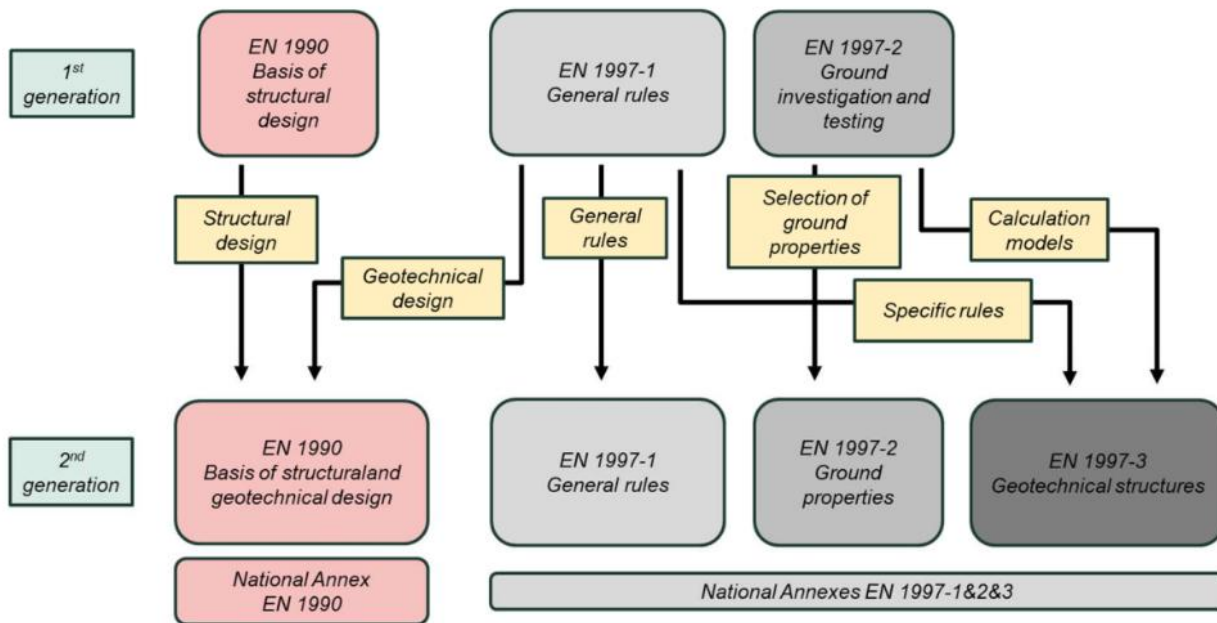 1st
generation
EN 1990
Basis of
structural
design
EN 1997-1
General rules
EN 1997-2
Ground
investigation and
testing
Structural
design
Geotechnical
design
General
rules
Selection of
ground
properties
Calculation
models
Specific rules
2nd
generation
EN 1990
Basis of structuraland
geotechnical design
EN 1997-1
General rules
EN 1997-2
Ground
properties
EN 1997-3
Geotechnical structures
National Annex
EN 1990
National Annexes EN 1997-1&2&3